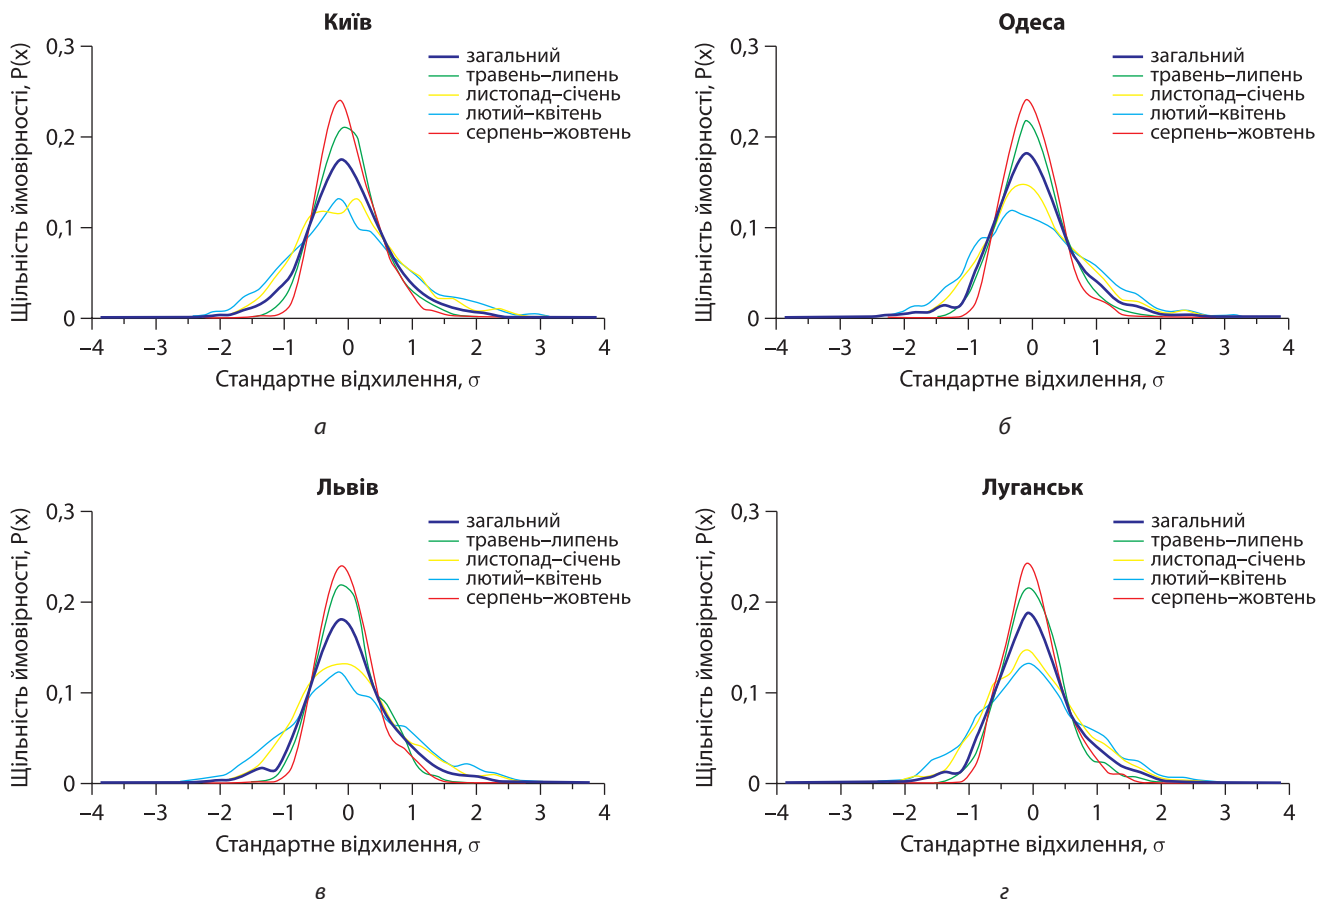 Київ
Щільність ймовірності, P(x)
0,3
0,2
0,1
0
загальний
травень–липень
листопад–січень
лютий–квітень
серпень–жовтень
–4 –3 –2 –1 0 1 2 3 4
Стандартне відхилення, σ
а
Одеса
Щільність ймовірності, P(x)
0,3
0,2
0,1
0
загальний
травень–липень
листопад–січень
лютий–квітень
серпень–жовтень
–4 –3 –2 –1 0 1 2 3 4
Стандартне відхилення, σ
б
Львів
Щільність ймовірності, P(x)
0,3
0,2
0,1
0
загальний
травень–липень
листопад–січень
лютий–квітень
серпень–жовтень
–4 –3 –2 –1 0 1 2 3 4
Стандартне відхилення, σ
в
Луганськ
Щільність ймовірності, P(x)
0,3
0,2
0,1
0
загальний
травень–липень
листопад–січень
лютий–квітень
серпень–жовтень
–4 –3 –2 –1 0 1 2 3 4
Стандартне відхилення, σ
г